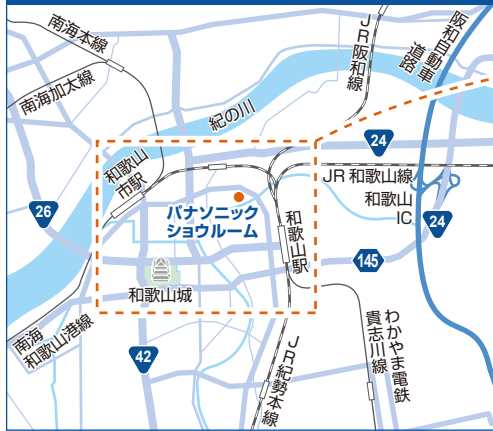 南海本線
南海加太線
紀の川
JR阪和線
阪和自動車
道路
24
JR 和歌山線
和歌山
IC
24
26
和歌山
市駅
パナソニック
ショウルーム
和歌山駅
145
和歌山城
南海
和歌山港線
42
JR紀勢本線
わかやま電鉄
貴志川線